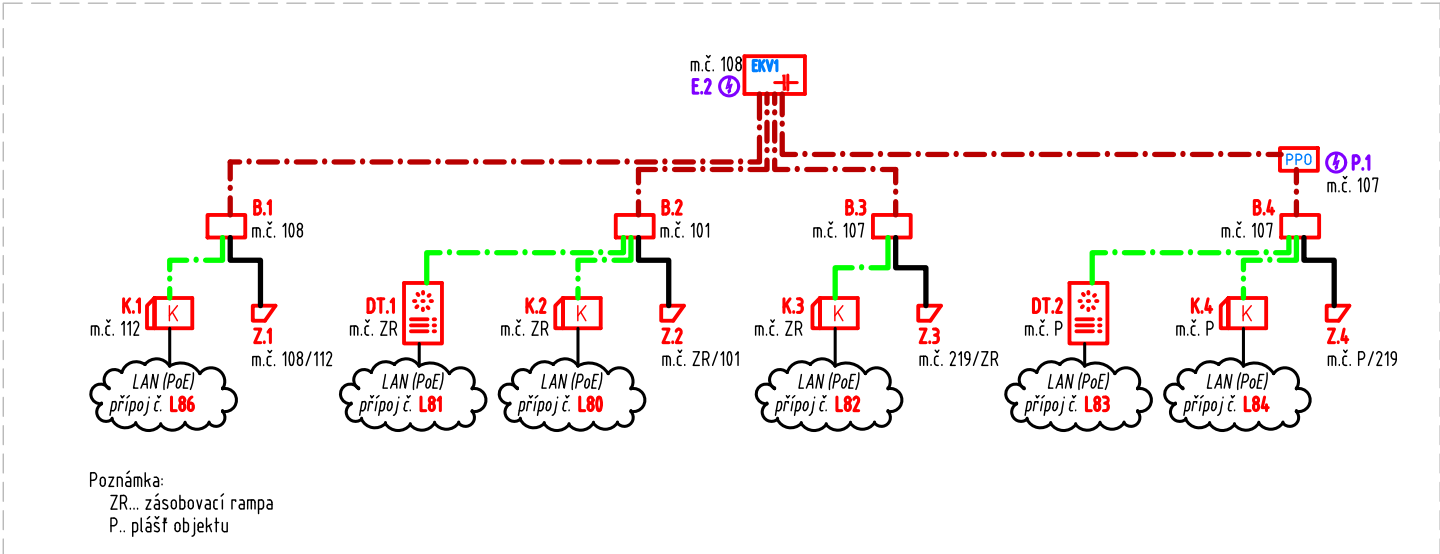 m.č. 108
EKV1
E.2
PPO
P.1
m.č. 107
B.1
m.č. 108
B.2
m.č. 101
B.3
m.č. 107
B.4
m.č. 107
K.1
m.č. 112
K
Z.1
m.č. 108/112
DT.1
m.č. ZR
K.2
m.č. ZR
K
Z.2
m.č. ZR/101
K.3
m.č. ZR
K
Z.3
m.č. 219/ZR
DT.2
m.č. P
K.4
m.č. P
K
Z.4
m.č. P/219
LAN (PoE)
přípoj č. L86
LAN (PoE)
přípoj č. L81
LAN (PoE)
přípoj č. L80
LAN (PoE)
přípoj č. L82
LAN (PoE)
přípoj č. L83
LAN (PoE)
přípoj č. L84
Poznámka:
ZR... zásobovací rampa
P.. plášť objektu